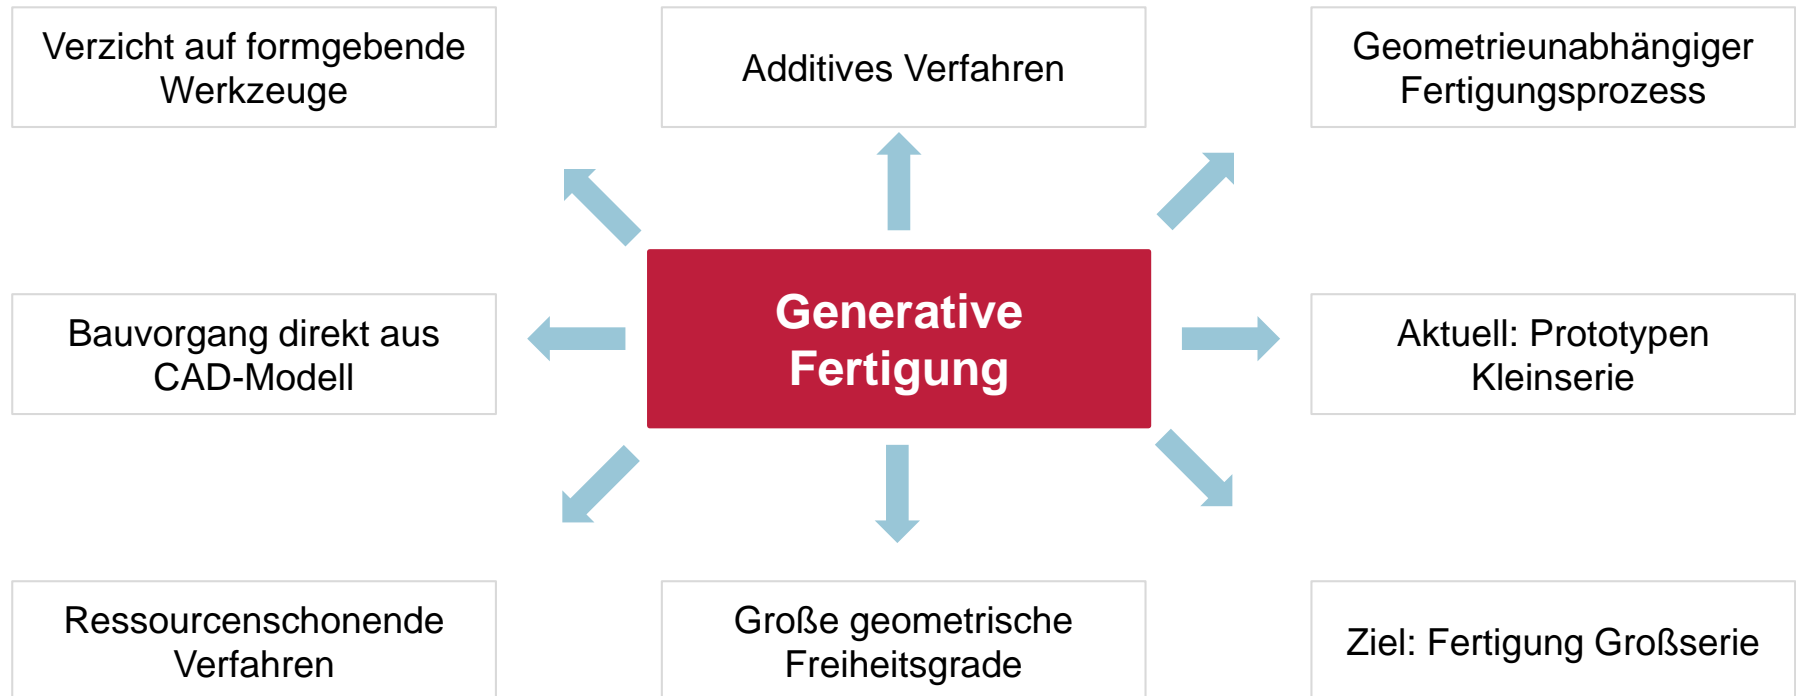 Verzicht auf formgebende
Werkzeuge
Additives Verfahren
Geometrieunabhängiger
Fertigungsprozess
Bauvorgang direkt aus
CAD-Modell
Generative
Fertigung
Aktuell: Prototypen
Kleinserie
Ressourcenschonende
Verfahren
Große geometrische
Freiheitsgrade
Ziel: Fertigung Großserie